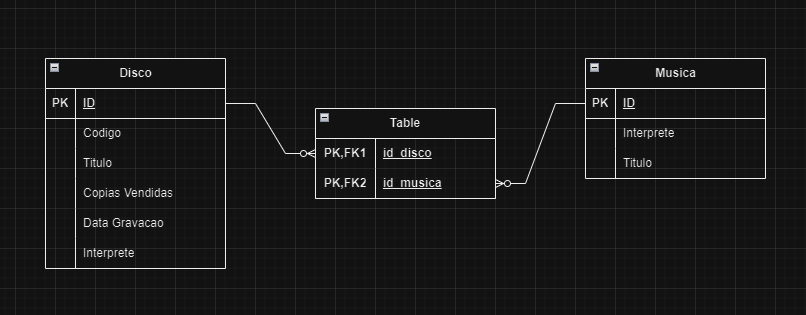 Disco
PK ID
Codigo
Titulo
Copias Vendidas
Data Gravacao
Interprete
Table
PK,FK1 id_disco
PK,FK2 id_musica
Musica
PK ID
Interprete
Titulo